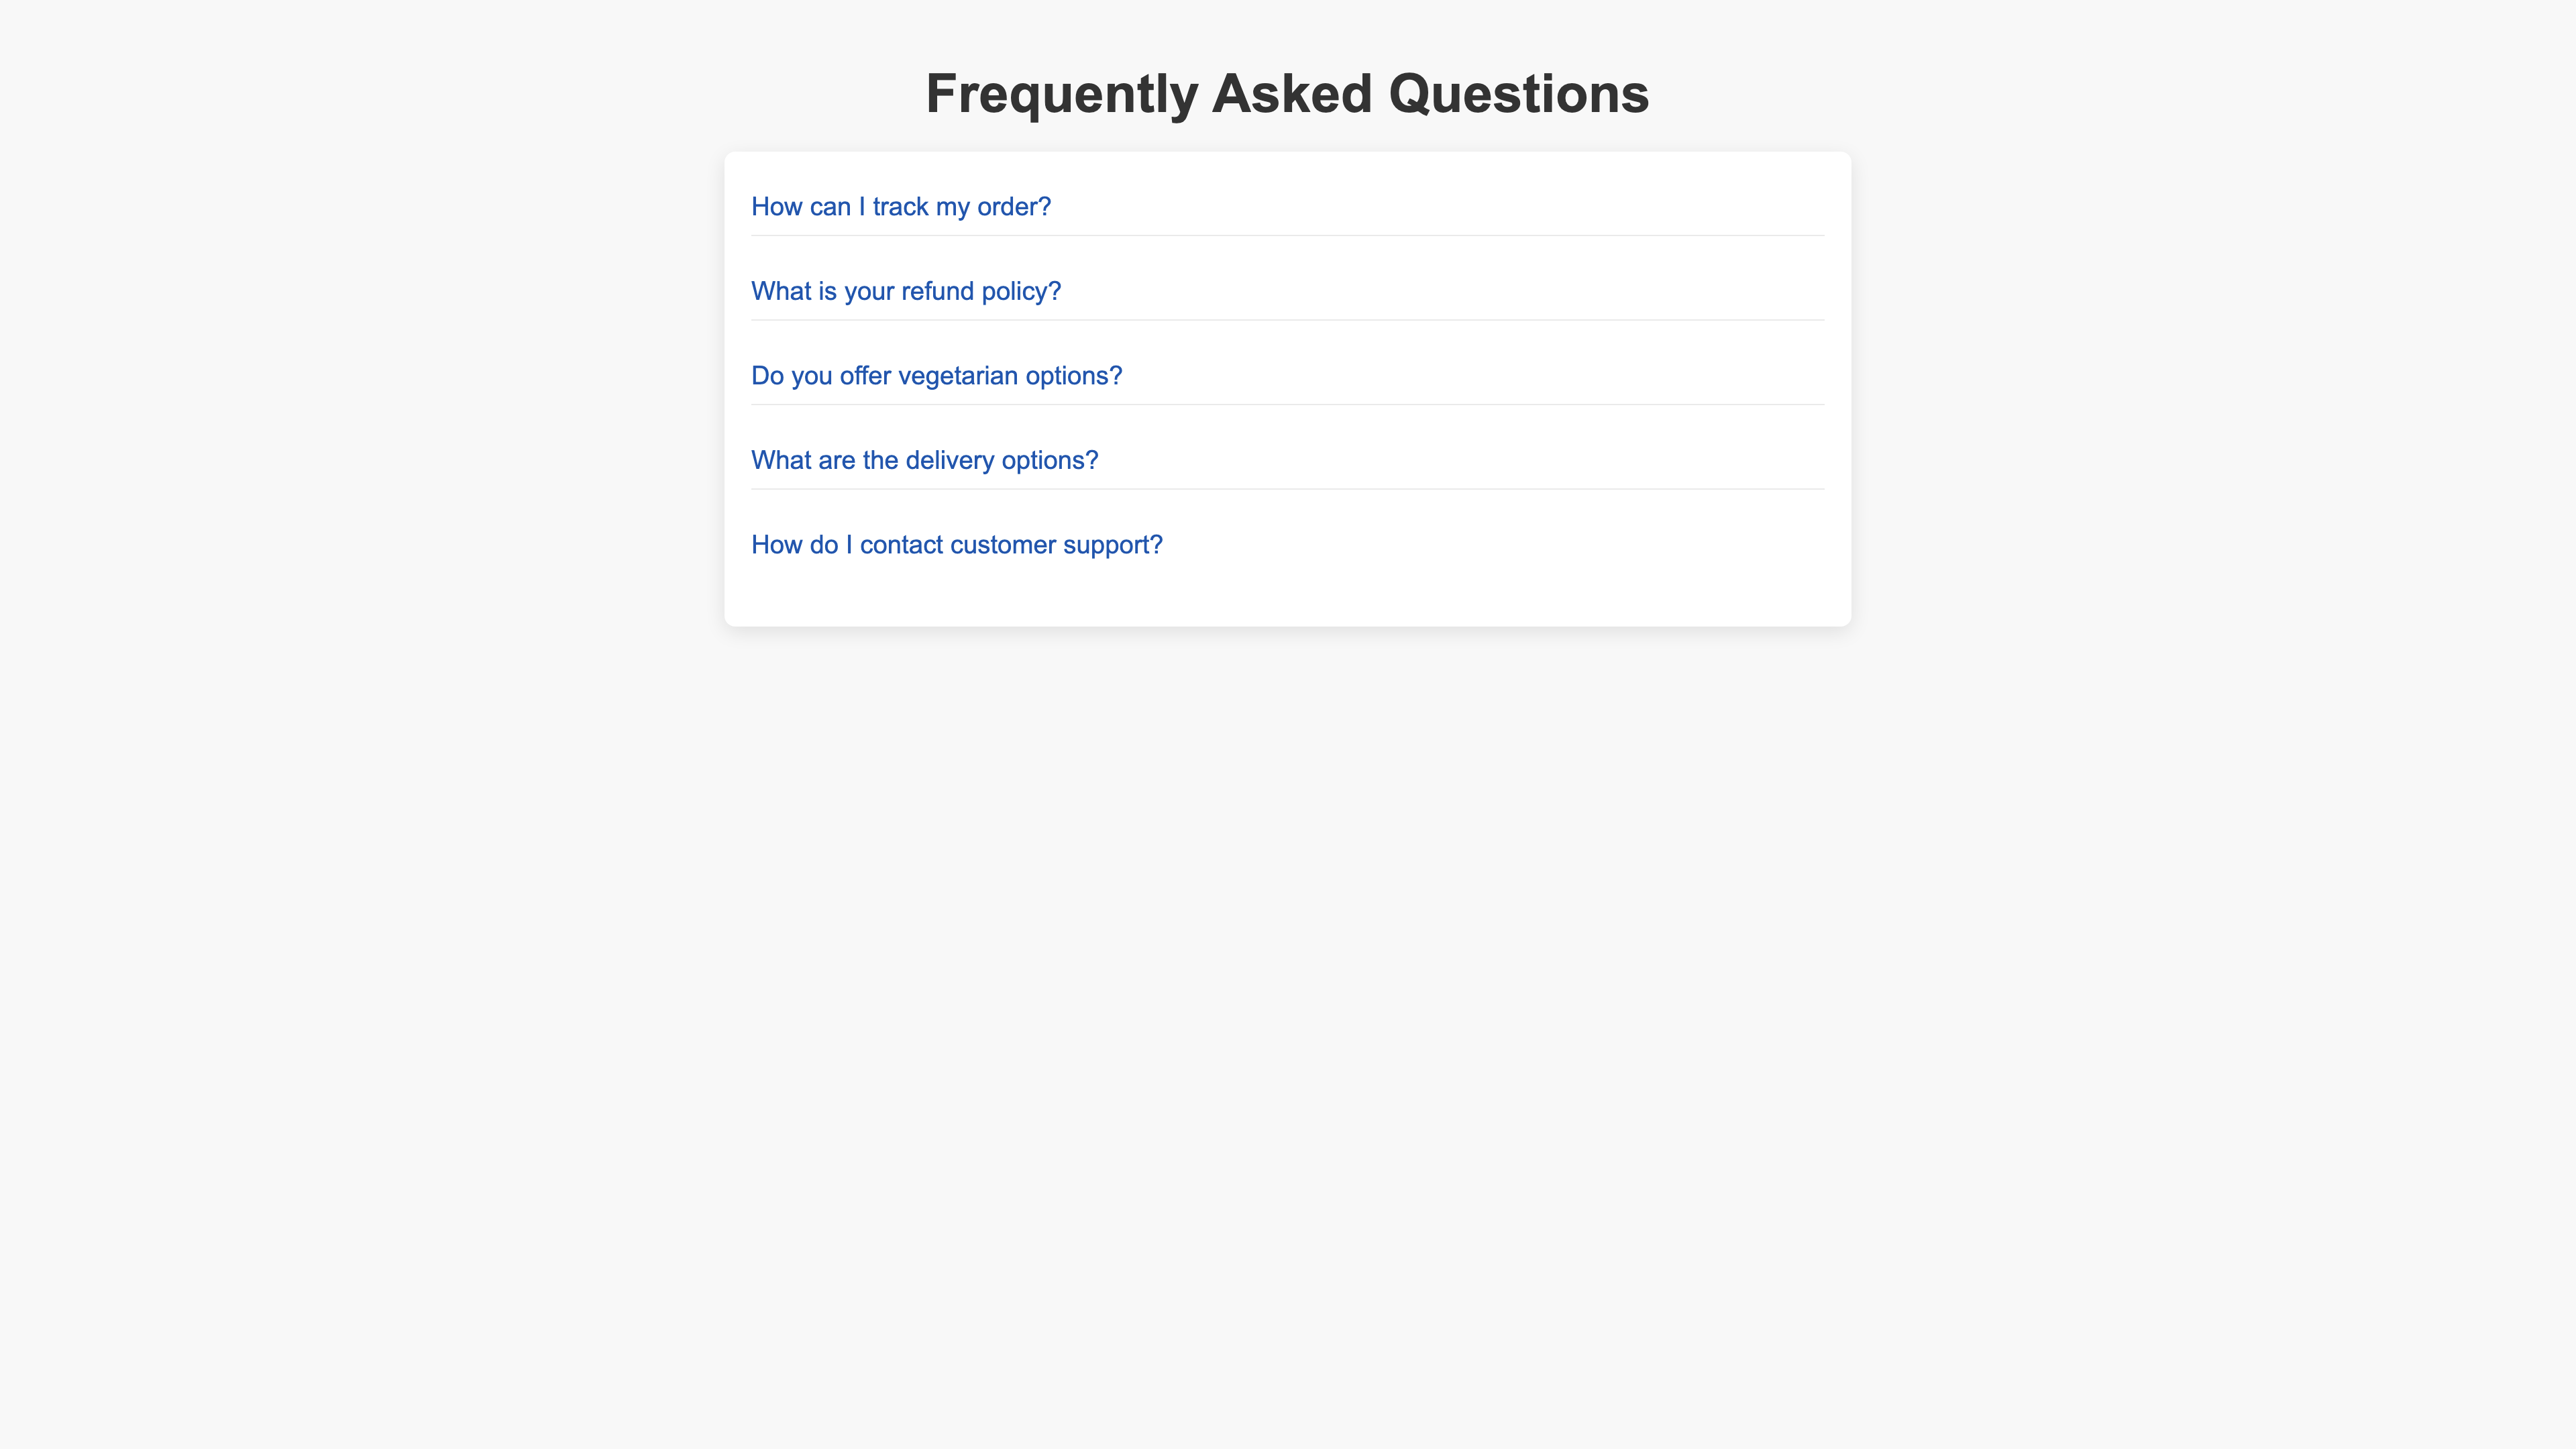 Frequently Asked Questions
How can I track my order?
What is your refund policy?
Do you offer vegetarian options?
What are the delivery options?
How do I contact customer support?